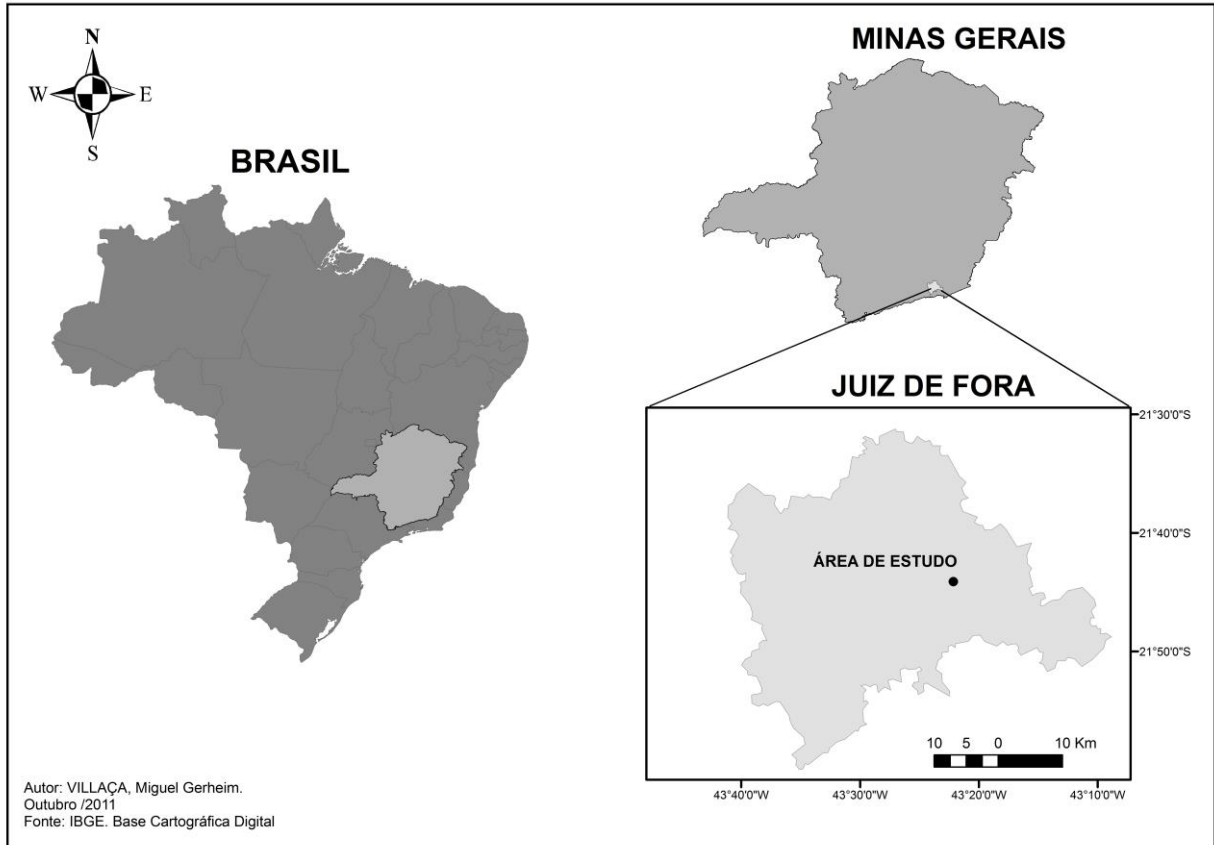 N
W E
S
BRASIL
MINAS GERAIS
JUIZ DE FORA
21°30'0"S
21°40'0"S
ÁREA DE ESTUDO
21°50'0"S
10 5 0 10 Km
43°40'0"W 43°30'0"W 43°20'0"W 43°10'0"W
Autor: VILLAÇA, Miguel Gerheim.
Outubro /2011
Fonte: IBGE. Base Cartográfica Digital